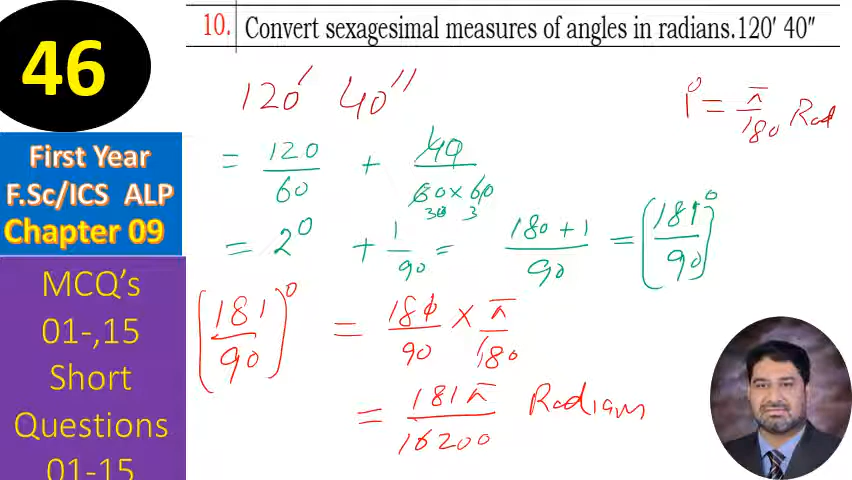 10. Convert sexagesimal measures of angles in radians.120′ 40″
46
120′ 40″
1° = π/180 Rad
= 120/60 + 40/60×60
30 3
= 2° + 1/90 = 180+1/90 = (181/90)°
(181/90)° = 181/90 × π/180
= 181π/16200 Radians
First Year
F.Sc/ICS ALP
Chapter 09
MCQ's
01-,15
Short
Questions
01-15